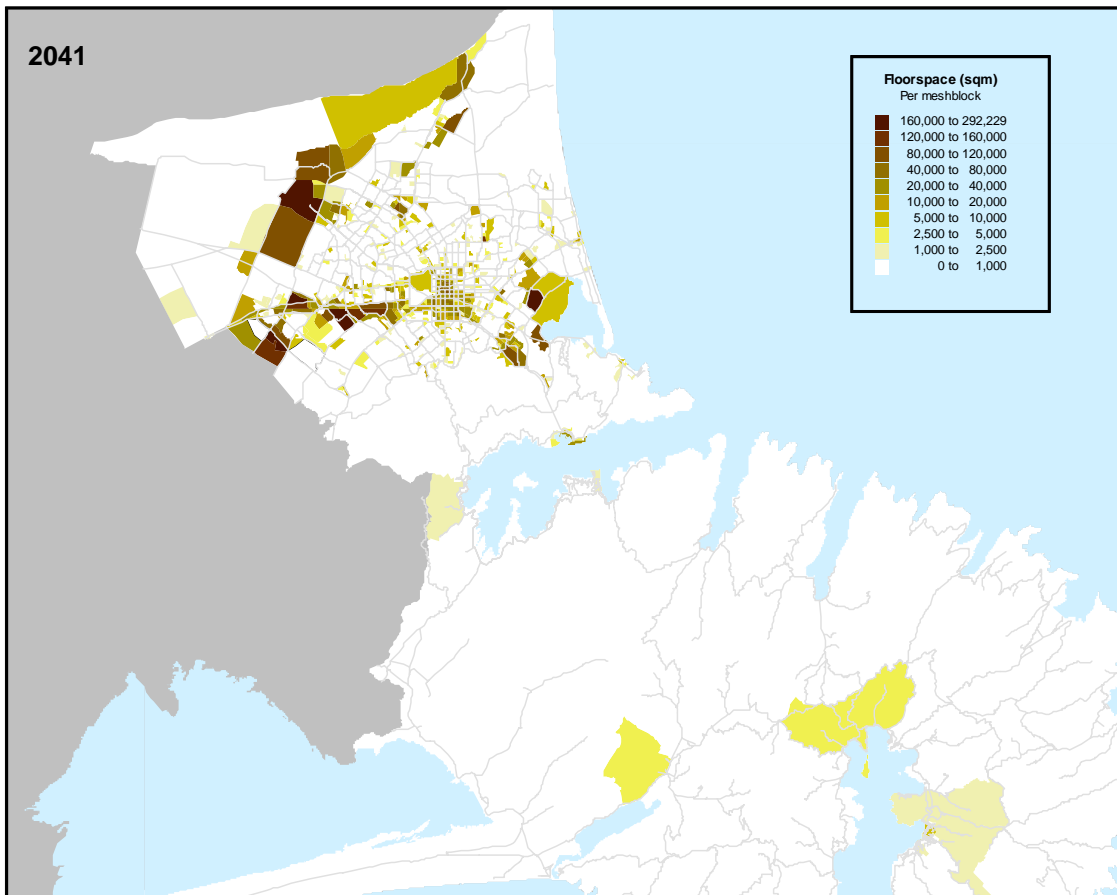 2041
Floorspace (sqm)
Per meshblock
160,000 to 292,229
120,000 to 160,000
80,000 to 120,000
40,000 to 80,000
20,000 to 40,000
10,000 to 20,000
5,000 to 10,000
2,500 to 5,000
1,000 to 2,500
0 to 1,000